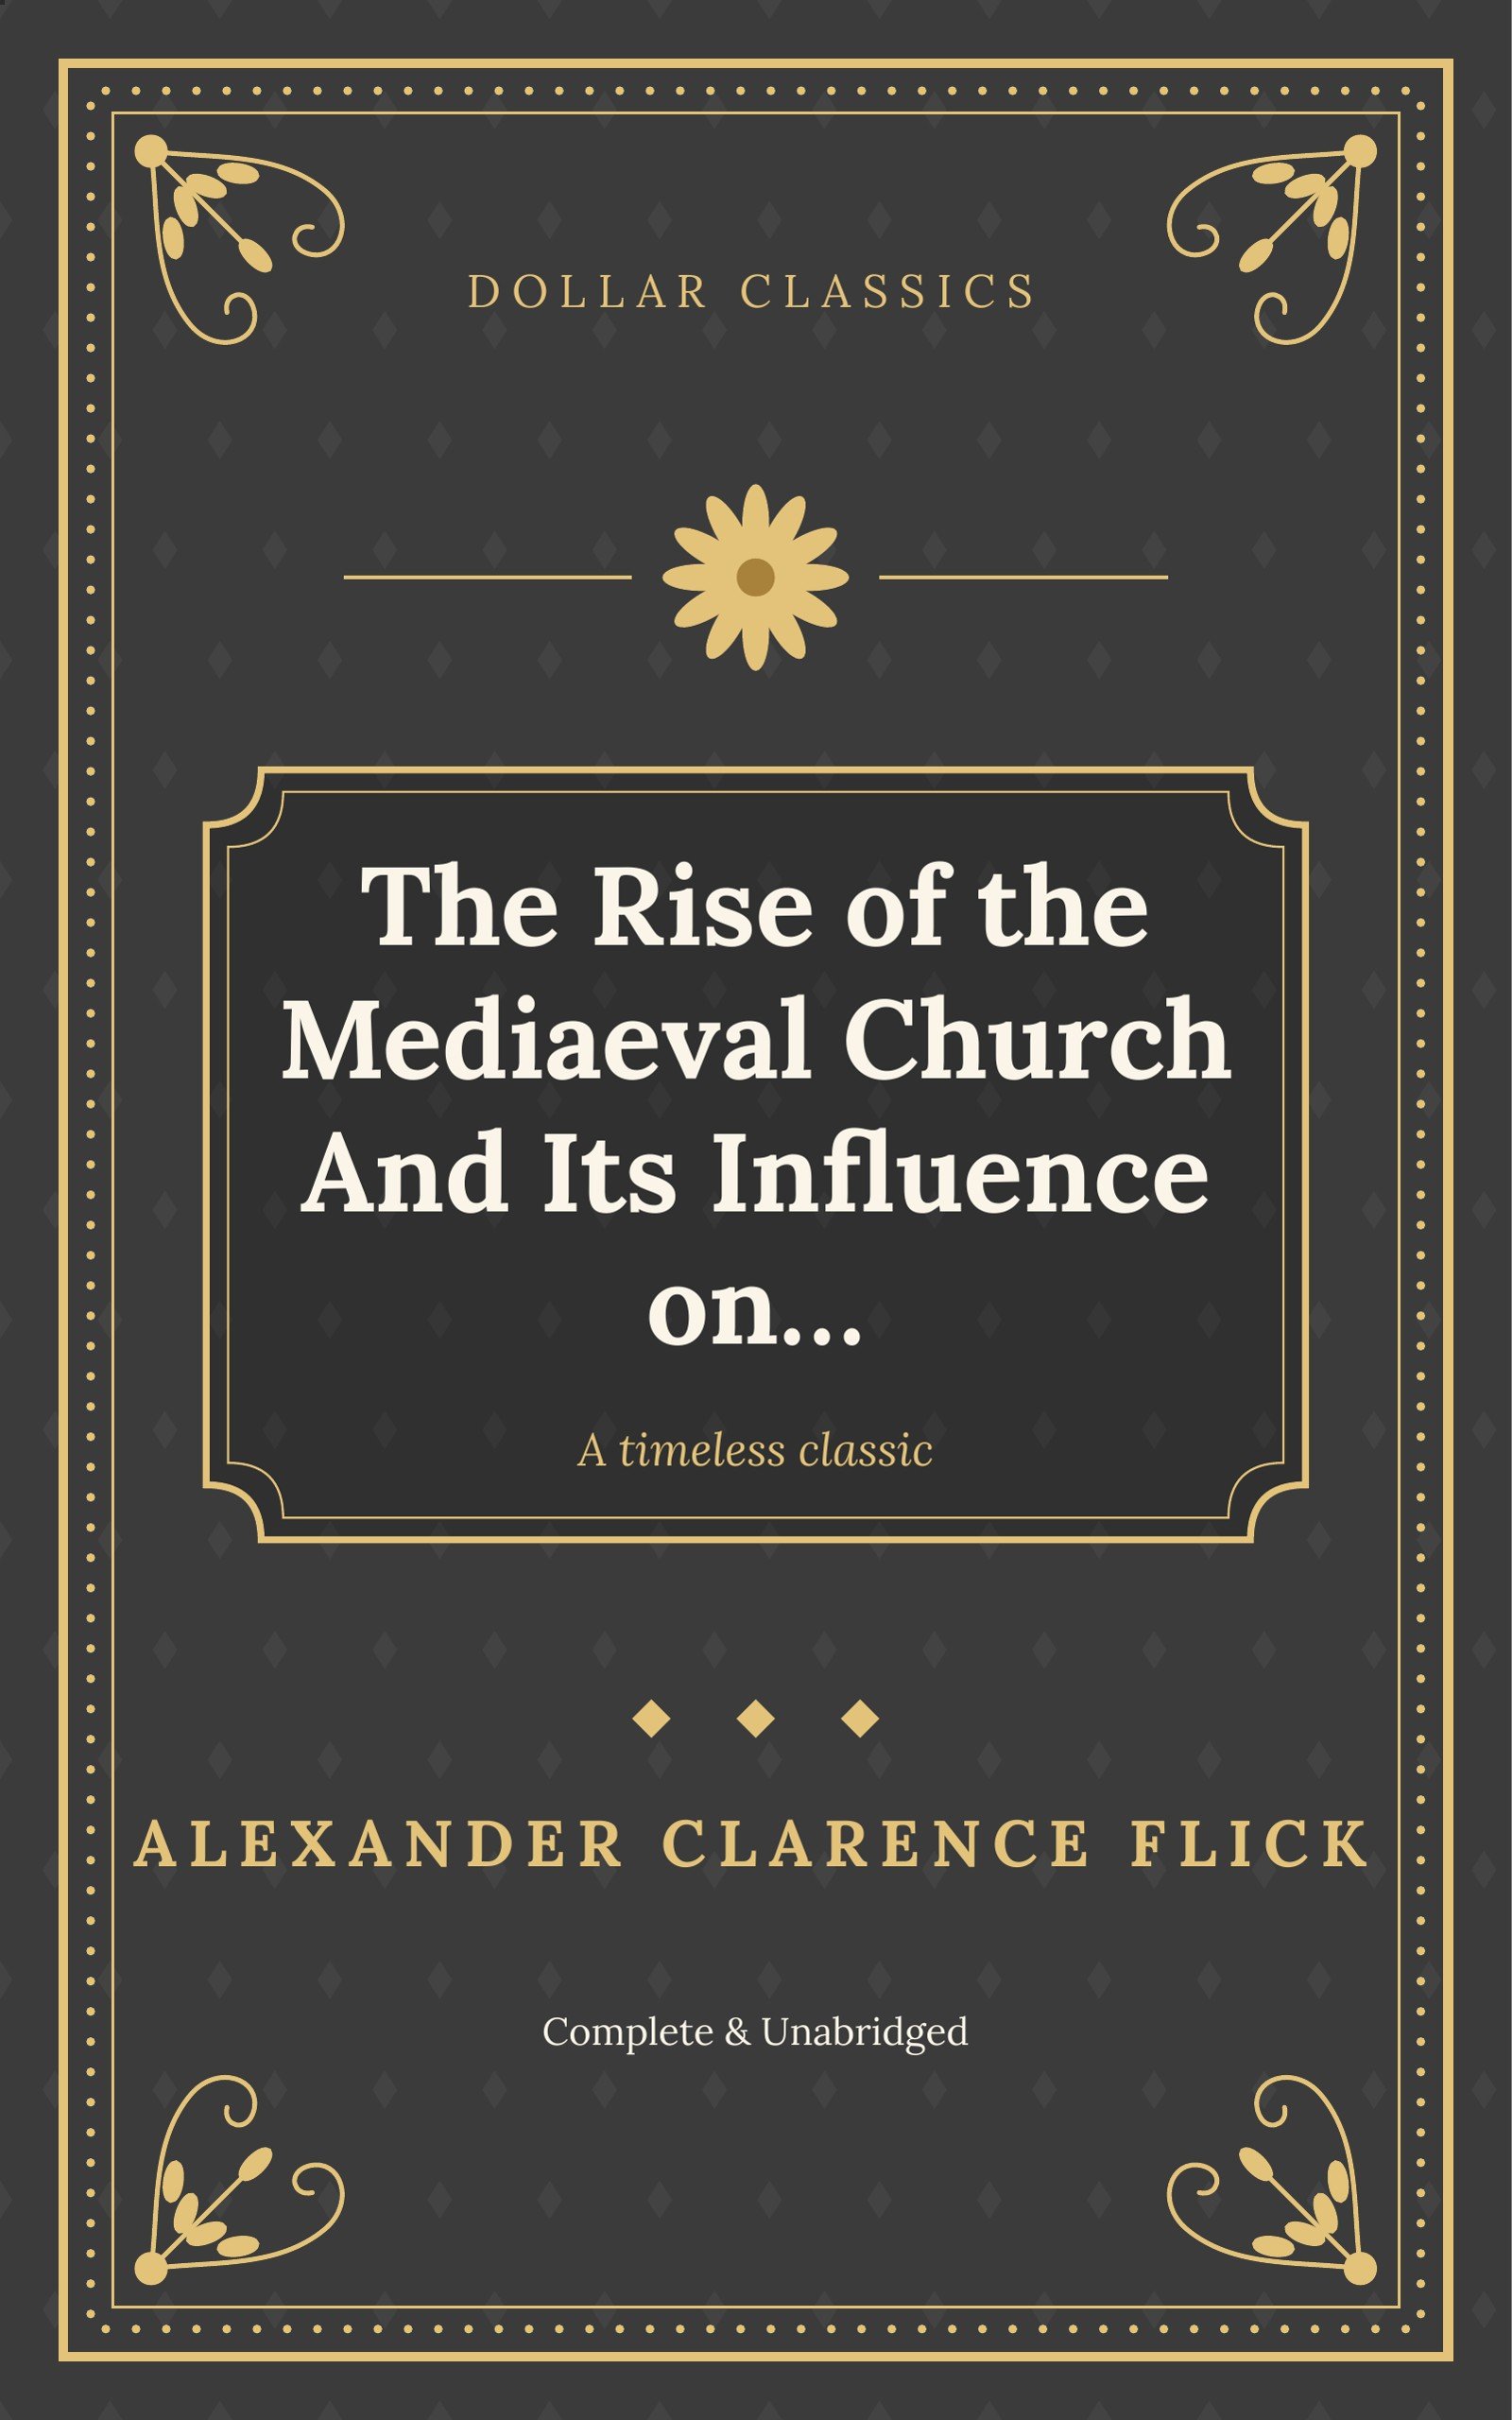 DOLLAR CLASSICS
The Rise of the
Mediaeval Church
And Its Influence
on...
A timeless classic
ALEXANDER CLARENCE FLICK
Complete & Unabridged